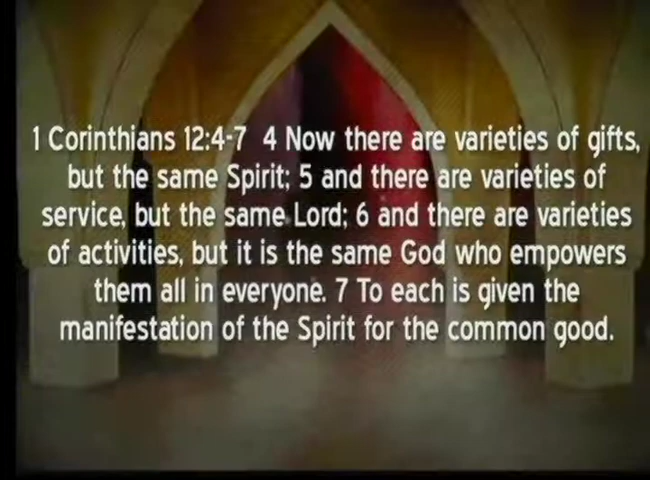 1 Corinthians 12:4-7 4 Now there are varieties of gifts,
but the same Spirit; 5 and there are varieties of
service, but the same Lord; 6 and there are varieties
of activities, but it is the same God who empowers
them all in everyone. 7 To each is given the
manifestation of the Spirit for the common good.